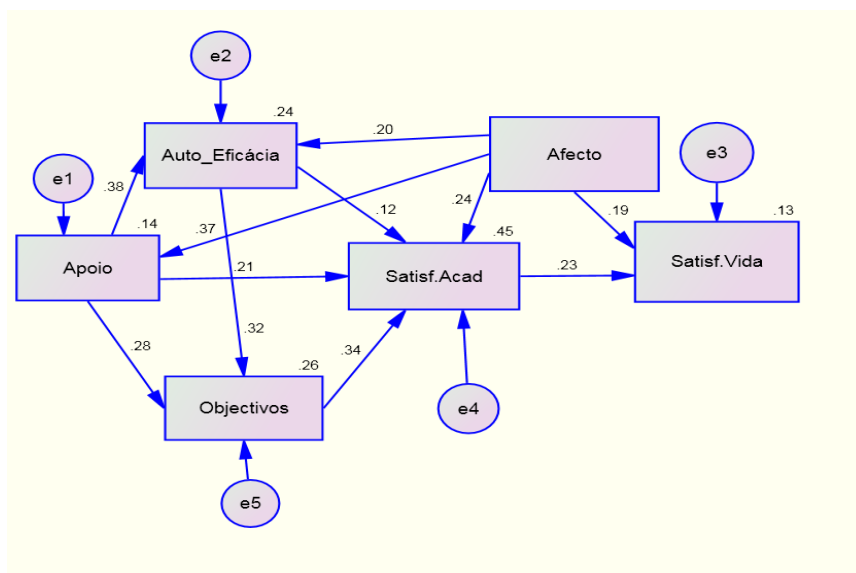 e2
.24
Auto_Eficácia
.20
Afecto
e3
e1
.38
.12
.24
.19
.14
.37
.45
.13
Apoio
.21
Satisf.Acad
.23
Satisf.Vida
.28
.32
.34
.26
Objectivos
e4
e5